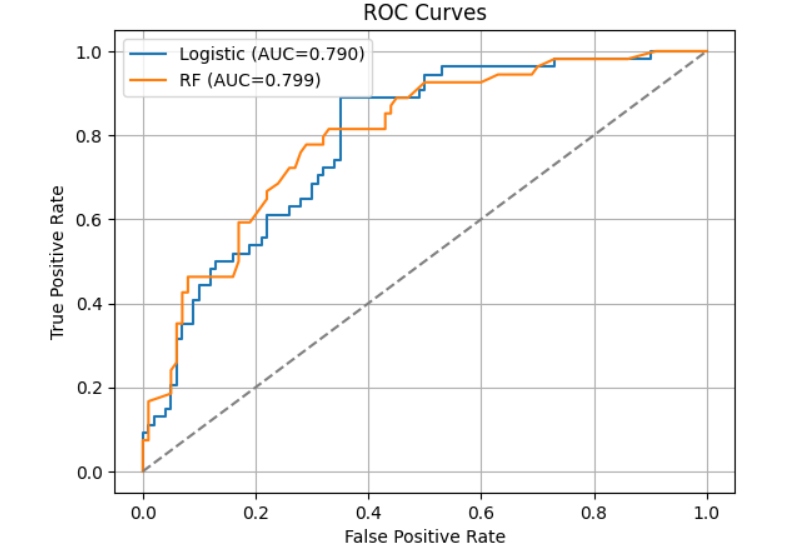 ROC Curves
Logistic (AUC=0.790)
RF (AUC=0.799)
True Positive Rate
1.0
0.8
0.6
0.4
0.2
0.0
0.0 0.2 0.4 0.6 0.8 1.0
False Positive Rate